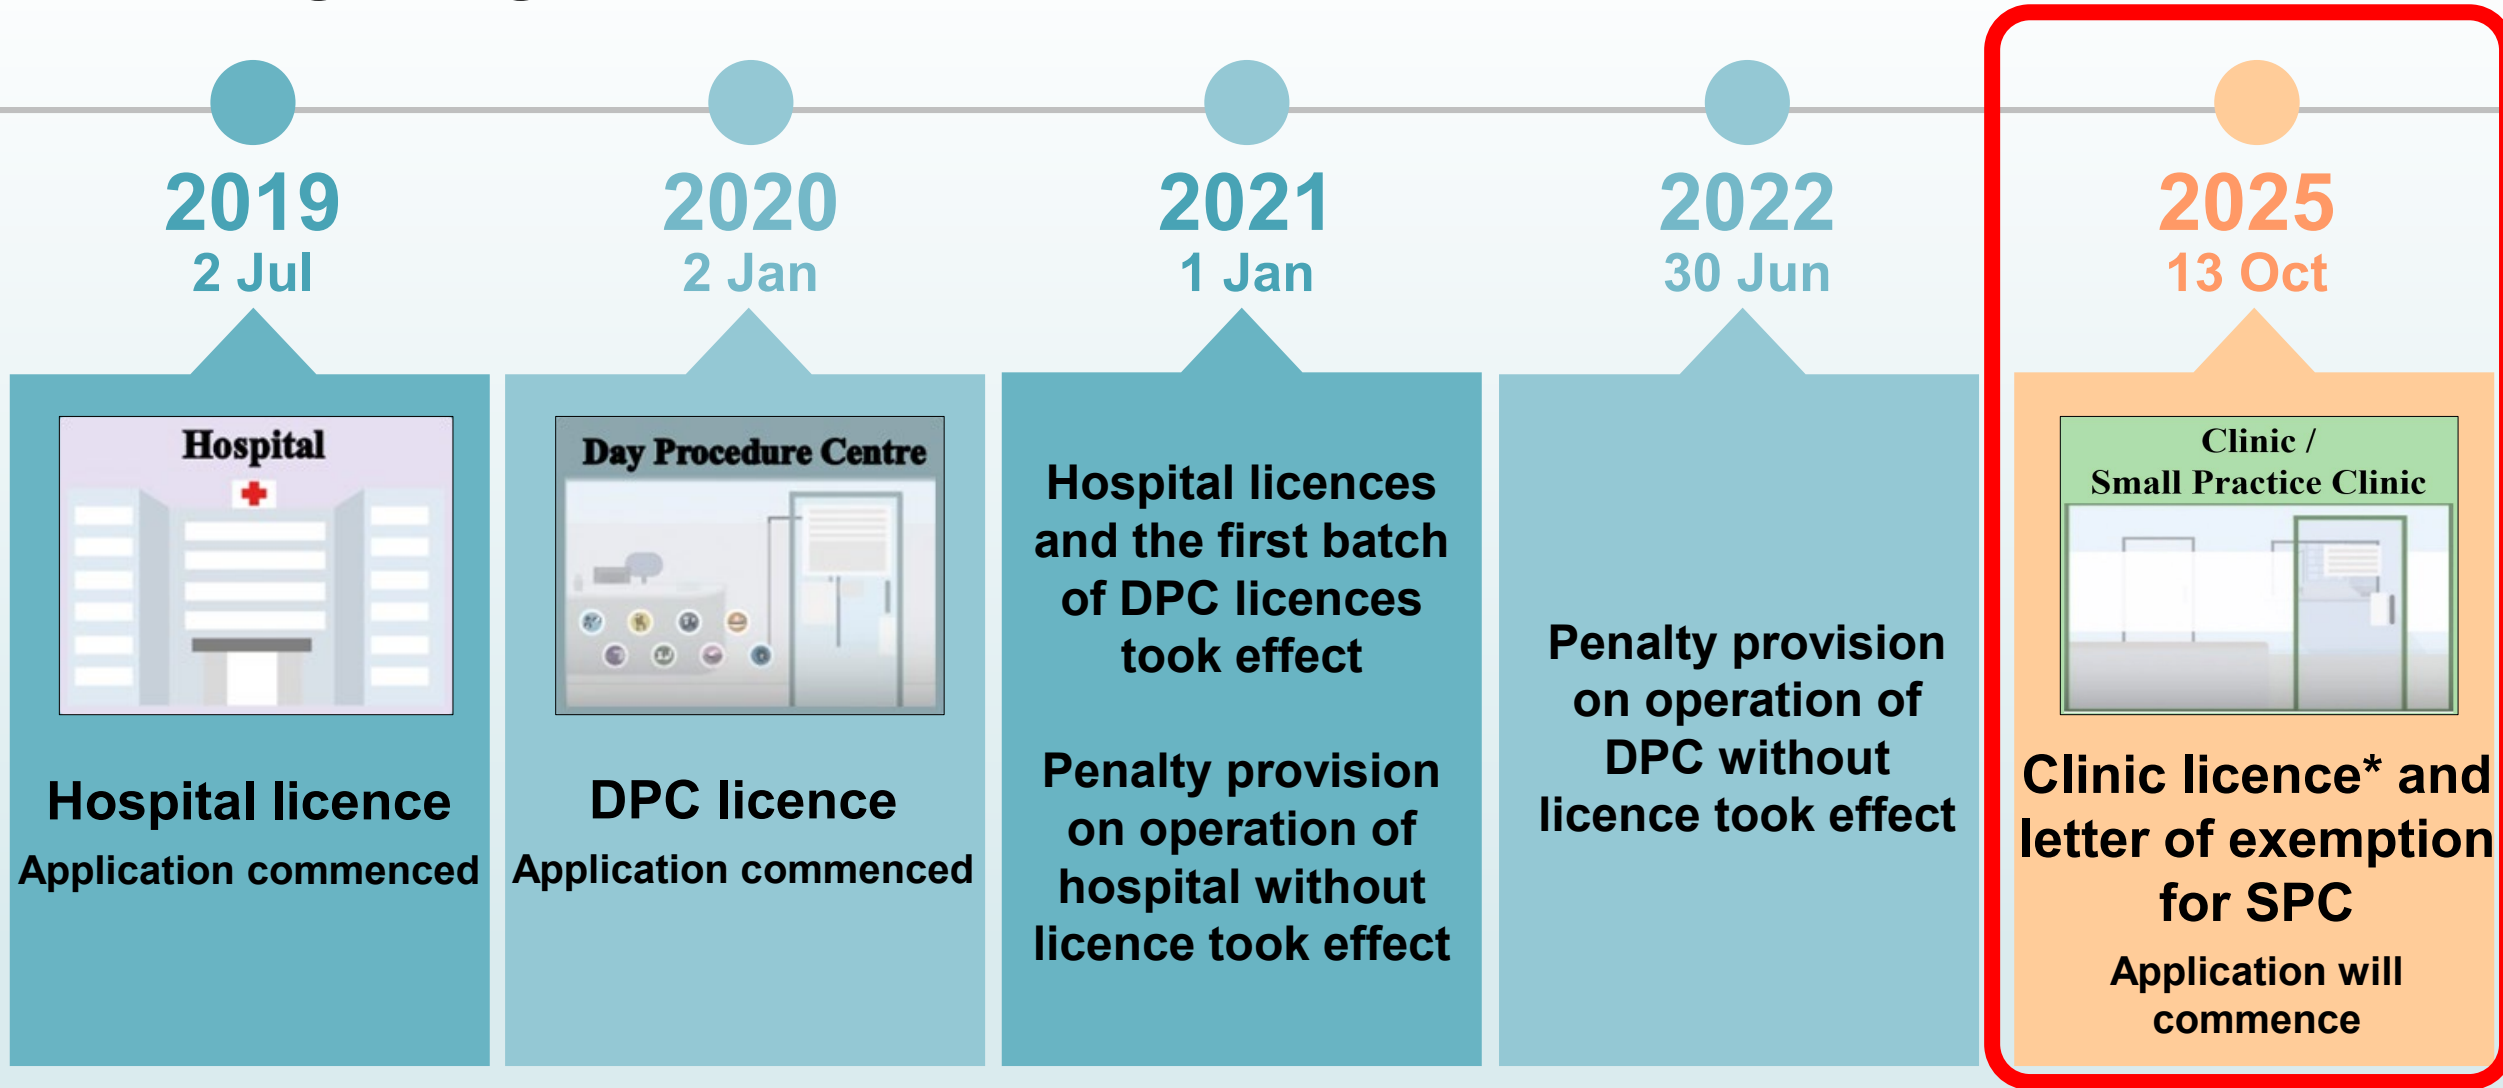 2019
2 Jul
Hospital
Hospital licence
Application commenced
2020
2 Jan
Day Procedure Centre
DPC licence
Application commenced
2021
1 Jan
Hospital licences
and the first batch
of DPC licences
took effect
Penalty provision
on operation of
hospital without
licence took effect
2022
30 Jun
Penalty provision
on operation of
DPC without
licence took effect
2025
13 Oct
Clinic /
Small Practice Clinic
Clinic licence* and
letter of exemption
for SPC
Application will
commence